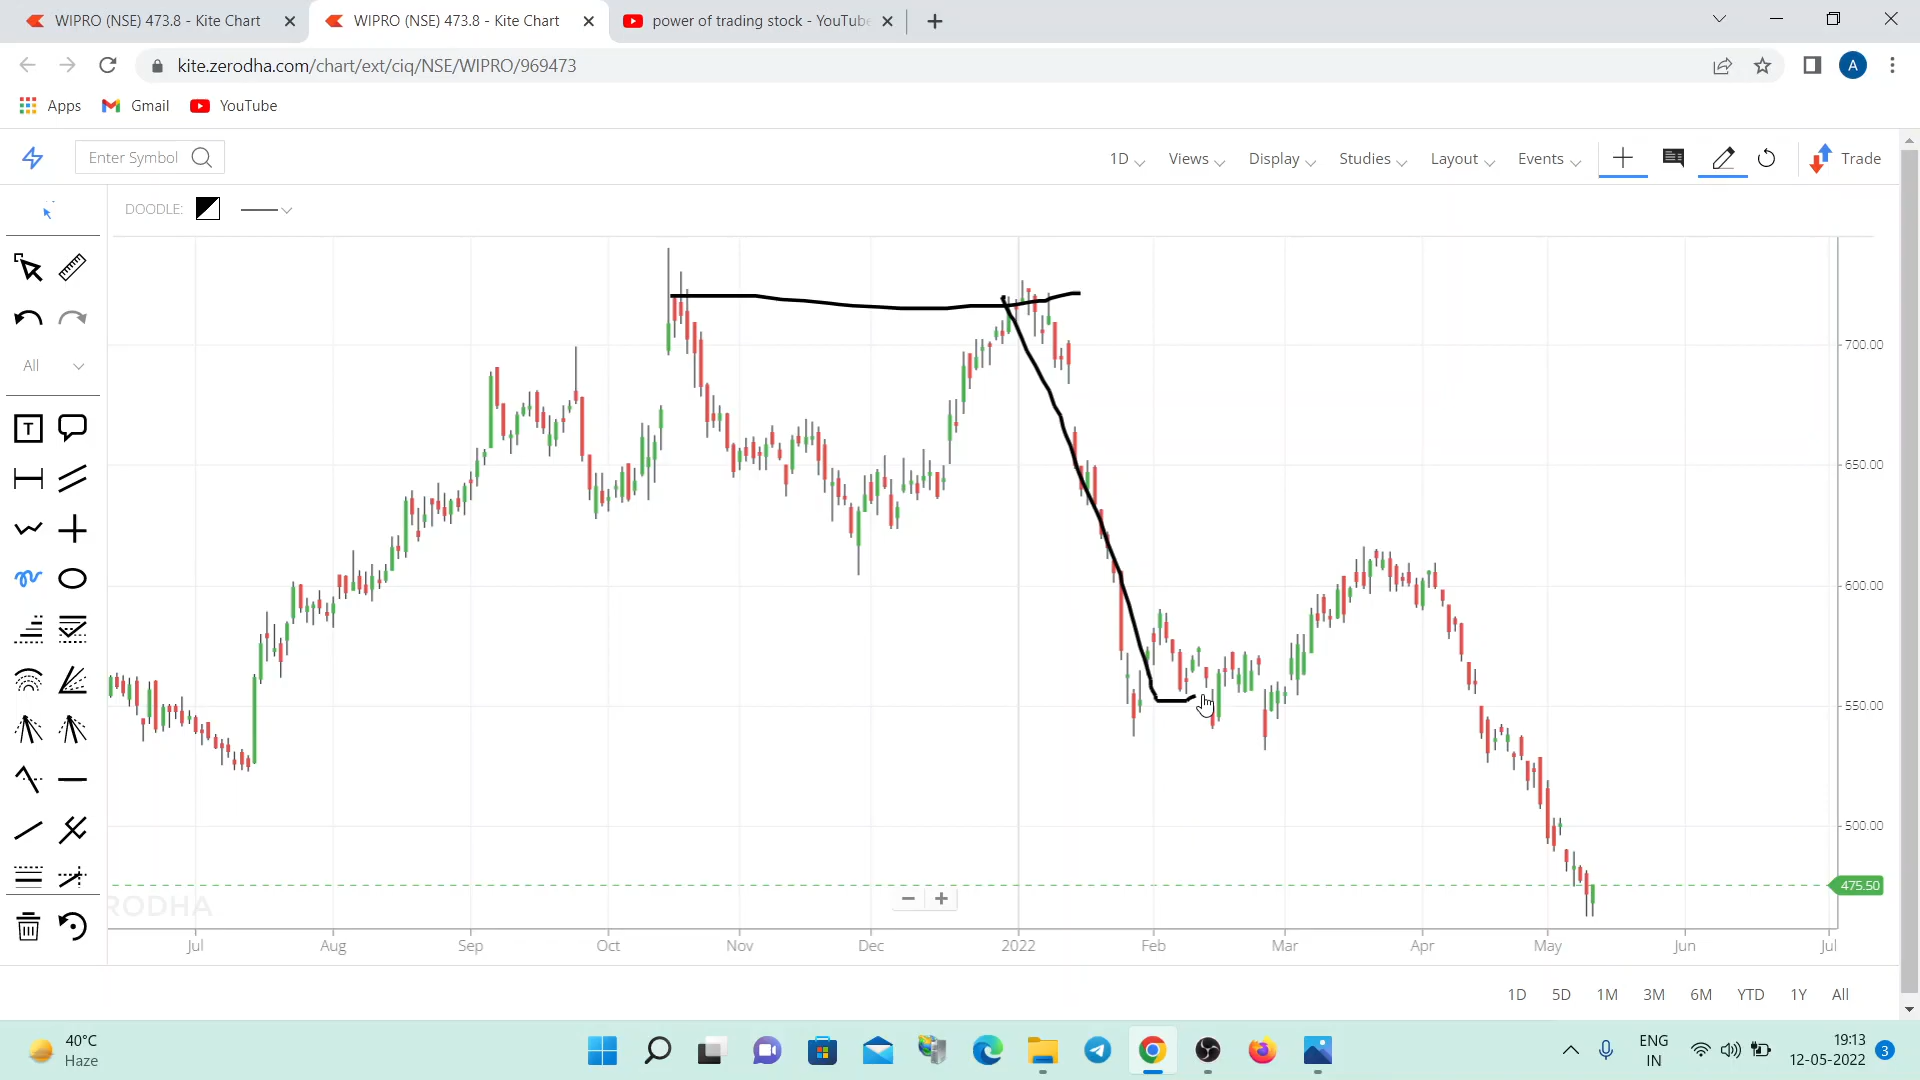 WIPRO (NSE) 473.8 - Kite Chart
WIPRO (NSE) 473.8 - Kite Chart
power of trading stock - YouTube
kite.zerodha.com/chart/ext/ciq/NSE/WIPRO/969473
A
Apps
Gmail
YouTube
Enter Symbol
1D
Views
Display
Studies
Layout
Events
Trade
DOODLE:
All
T
700.00
650.00
600.00
550.00
500.00
475.50
RODHA
Jul
Aug
Sep
Oct
Nov
Dec
2022
Feb
Mar
Apr
May
Jun
Jul
1D
5D
1M
3M
6M
YTD
1Y
All
40°C
Haze
ENG
IN
19:13
12-05-2022
3